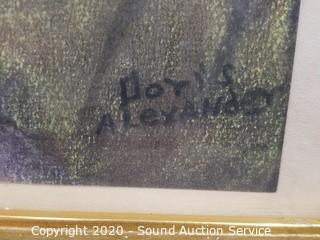 Doris
ALEXANDER
Copyright 2020 - Sound Auction Service